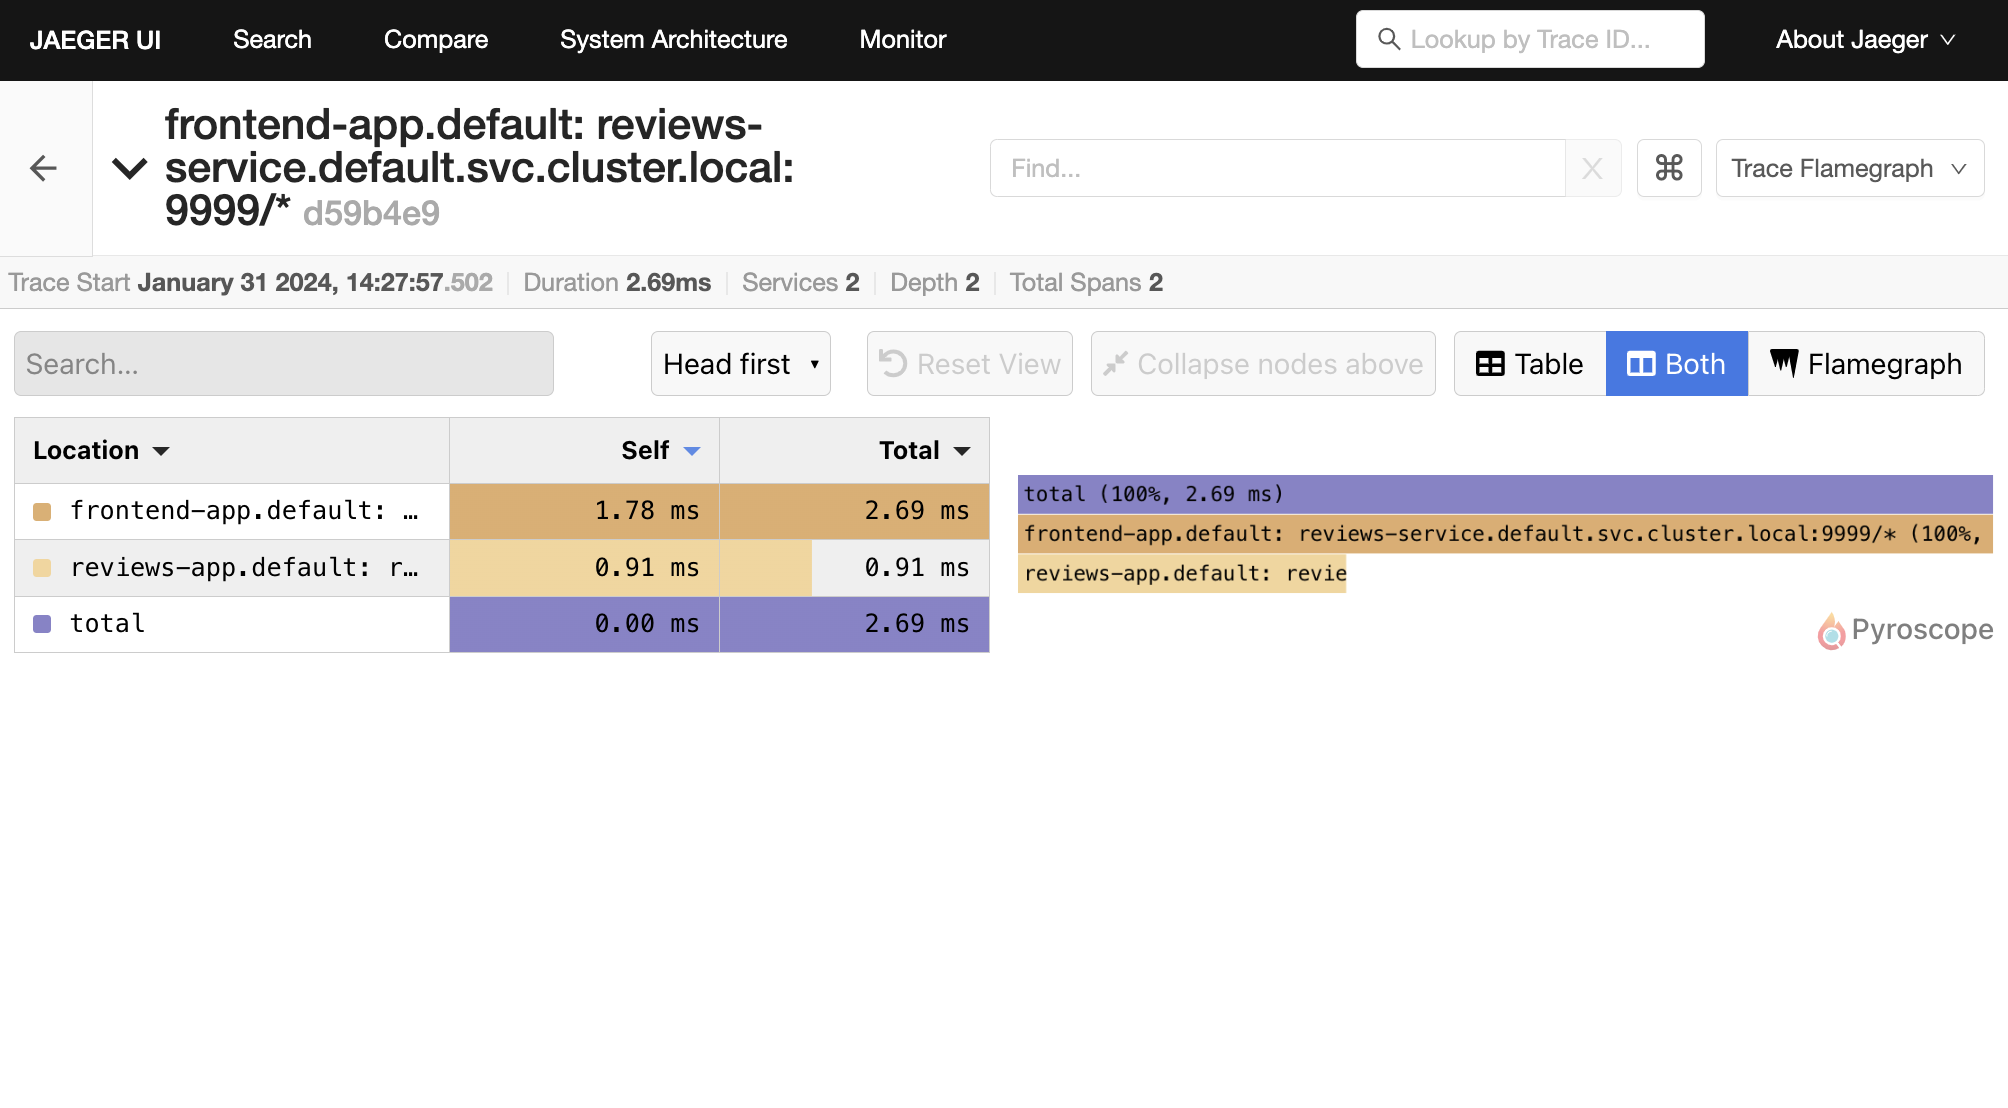 JAEGER UI Search Compare System Architecture Monitor Lookup by Trace ID... About Jaeger
frontend-app.default: reviews-
service.default.svc.cluster.local:
9999/* d59b4e9
Find... X ⌘ Trace Flamegraph
Trace Start January 31 2024, 14:27:57.502 Duration 2.69ms Services 2 Depth 2 Total Spans 2
Search... Head first Reset View Collapse nodes above Table Both Flamegraph
Location Self Total
frontend-app.default: … 1.78 ms 2.69 ms
reviews-app.default: r… 0.91 ms 0.91 ms
total 0.00 ms 2.69 ms
total (100%, 2.69 ms)
frontend-app.default: reviews-service.default.svc.cluster.local:9999/* (100%,
reviews-app.default: revie
Pyroscope